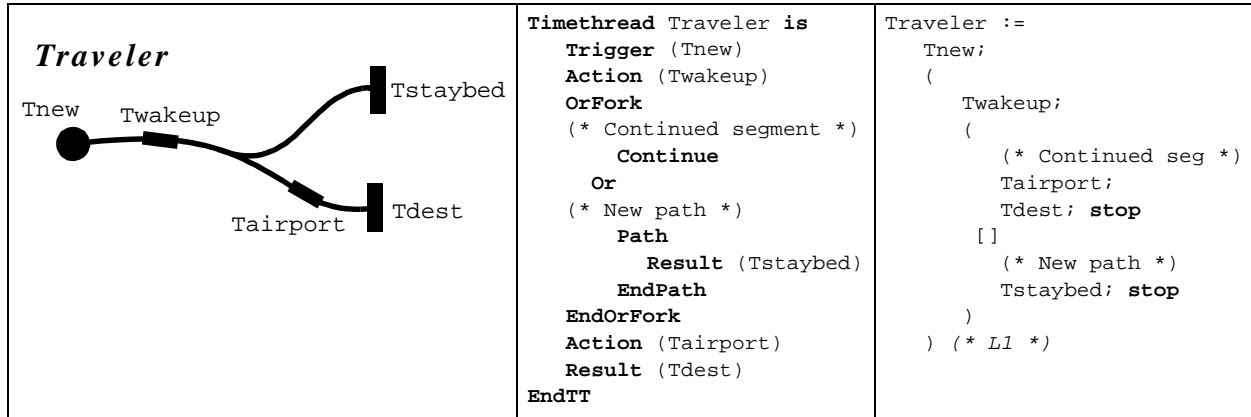 Traveler
Tnew
Twakeup
Tstaybed
Tairport
Tdest
Timethread Traveler is
Trigger (Tnew)
Action (Twakeup)
OrFork
(* Continued segment *)
Continue
Or
(* New path *)
Path
Result (Tstaybed)
EndPath
EndOrFork
Action (Tairport)
Result (Tdest)
EndTT
Traveler :=
Tnew;
(
Twakeup;
(
(* Continued seg *)
Tairport;
Tdest; stop
[]
(* New path *)
Tstaybed; stop
)
) (* L1 *)